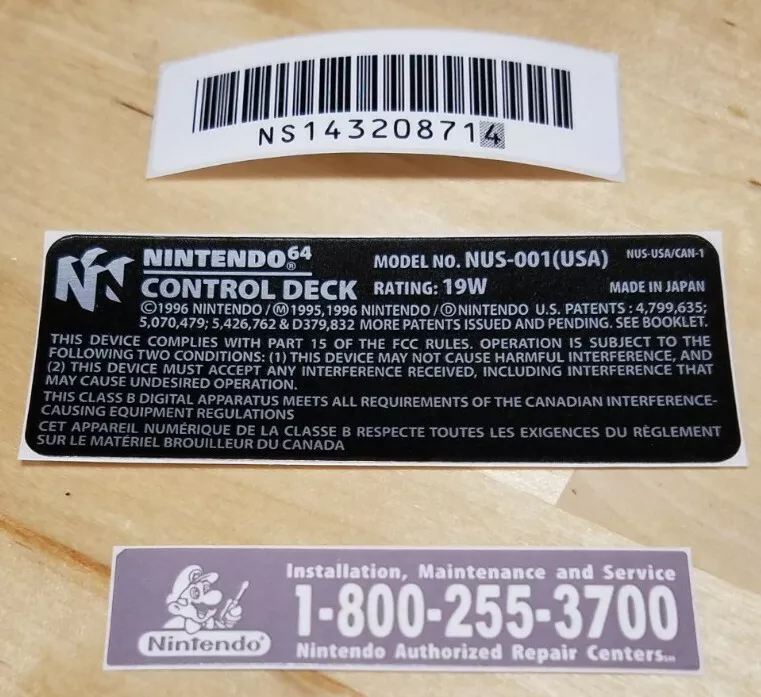 NS143208714
NINTENDO64®
CONTROL DECK
MODEL NO. NUS-001(USA)
NUS-USA/CAN-1
RATING: 19W
MADE IN JAPAN
©1996 NINTENDO/Ⓜ1995,1996 NINTENDO/ⒹNINTENDO U.S. PATENTS : 4,799,635;
5,070,479; 5,426,762 & D379,832 MORE PATENTS ISSUED AND PENDING. SEE BOOKLET.
THIS DEVICE COMPLIES WITH PART 15 OF THE FCC RULES. OPERATION IS SUBJECT TO THE
FOLLOWING TWO CONDITIONS: (1) THIS DEVICE MAY NOT CAUSE HARMFUL INTERFERENCE, AND
(2) THIS DEVICE MUST ACCEPT ANY INTERFERENCE RECEIVED, INCLUDING INTERFERENCE THAT
MAY CAUSE UNDESIRED OPERATION.
THIS CLASS B DIGITAL APPARATUS MEETS ALL REQUIREMENTS OF THE CANADIAN INTERFERENCE-
CAUSING EQUIPMENT REGULATIONS
CET APPAREIL NUMÉRIQUE DE LA CLASSE B RESPECTE TOUTES LES EXIGENCES DU RÈGLEMENT
SUR LE MATÉRIEL BROUILLEUR DU CANADA
Installation, Maintenance and Service
1-800-255-3700
Nintendo Authorized Repair Centers℠
Nintendo®